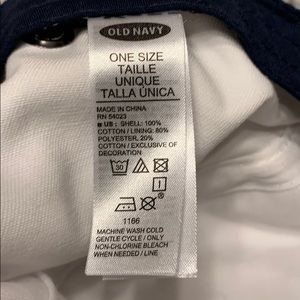 OLD NAVY
ONE SIZE
TAILLE
UNIQUE
TALLA ÚNICA
MADE IN CHINA
RN 54023
US: SHELL: 100%
COTTON / LINING: 80%
POLYESTER, 20%
COTTON / EXCLUSIVE OF
DECORATION
30
1166
MACHINE WASH COLD
GENTLE CYCLE / ONLY
NON-CHLORINE BLEACH
WHEN NEEDED / LINE